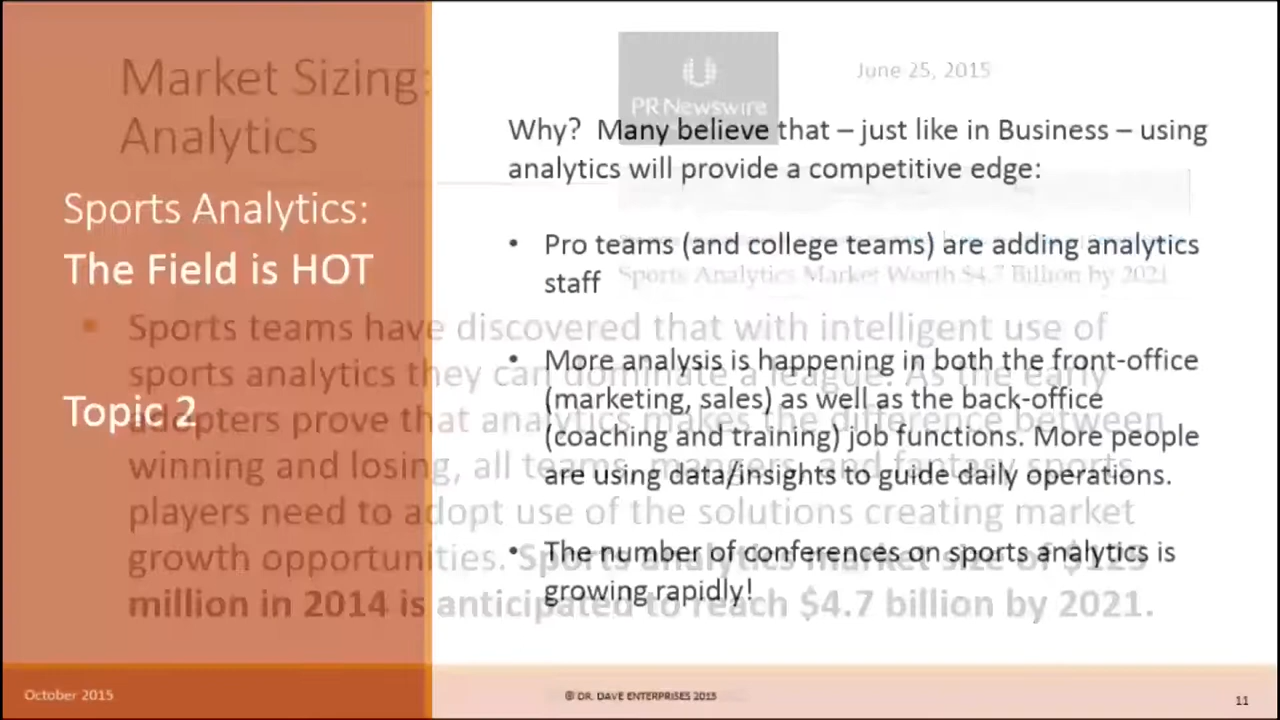 Market Sizing:
Analytics
PR Newswire
June 25, 2015
Sports Analytics Market Worth $4.7 Billion by 2021
Sports teams have discovered that with intelligent use of
sports analytics they can dominate a league. As the early
adopters prove that analytics makes the difference between
winning and losing, all teams, mangers, and fantasy sports
players need to adopt use of the solutions creating market
growth opportunities. Sports analytics market size of $125
million in 2014 is anticipated to reach $4.7 billion by 2021.
Sports Analytics:
The Field is HOT
Topic 2
Why? Many believe that – just like in Business – using
analytics will provide a competitive edge:
• Pro teams (and college teams) are adding analytics
staff
• More analysis is happening in both the front-office
(marketing, sales) as well as the back-office
(coaching and training) job functions. More people
are using data/insights to guide daily operations.
• The number of conferences on sports analytics is
growing rapidly!
October 2015
© DR. DAVE ENTERPRISES 2015
11